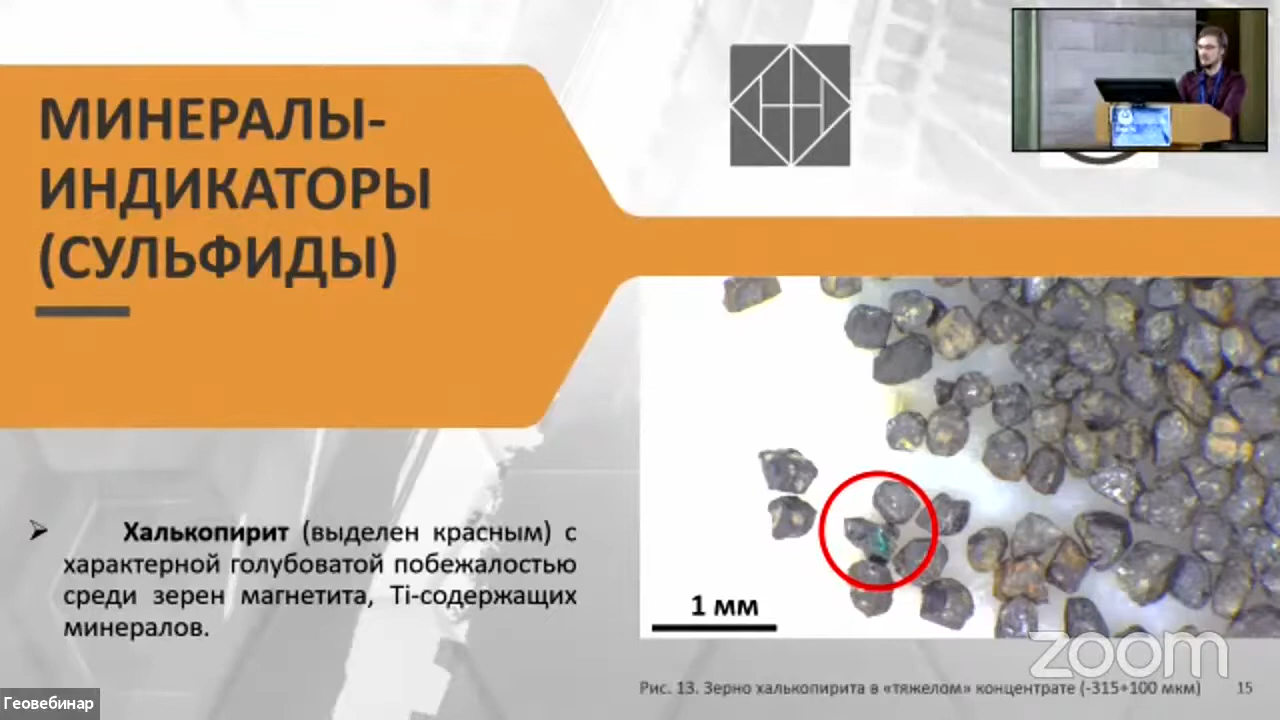 МИНЕРАЛЫ-
ИНДИКАТОРЫ
(СУЛЬФИДЫ)
Халькопирит (выделен красным) с
характерной голубоватой побежалостью
среди зерен магнетита, Ti-содержащих
минералов.
1 мм
zoom
Рис. 13. Зерно халькопирита в «тяжелом» концентрате (-315+100 мкм)
15
Геовебинар